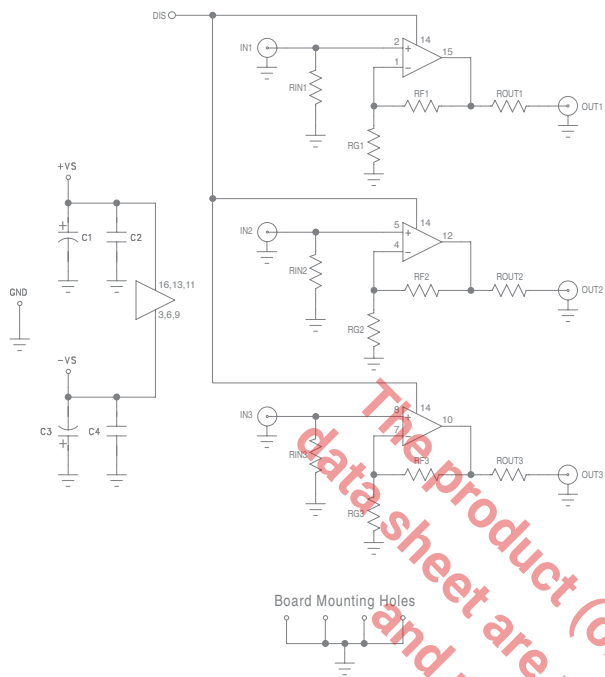 DIS
14
IN1
2
+
15
1
−
RIN1
RF1
ROUT1
OUT1
RG1
+VS
14
IN2
5
+
12
+
C1
C2
4
−
RIN2
RF2
ROUT2
OUT2
16,13,11
GND
3,6,9
RG2
−VS
14
IN3
8
+
10
C3
C4
7
−
+
RIN3
RF3
ROUT3
OUT3
RG3
Board Mounting Holes
The product (
data sheet are
and